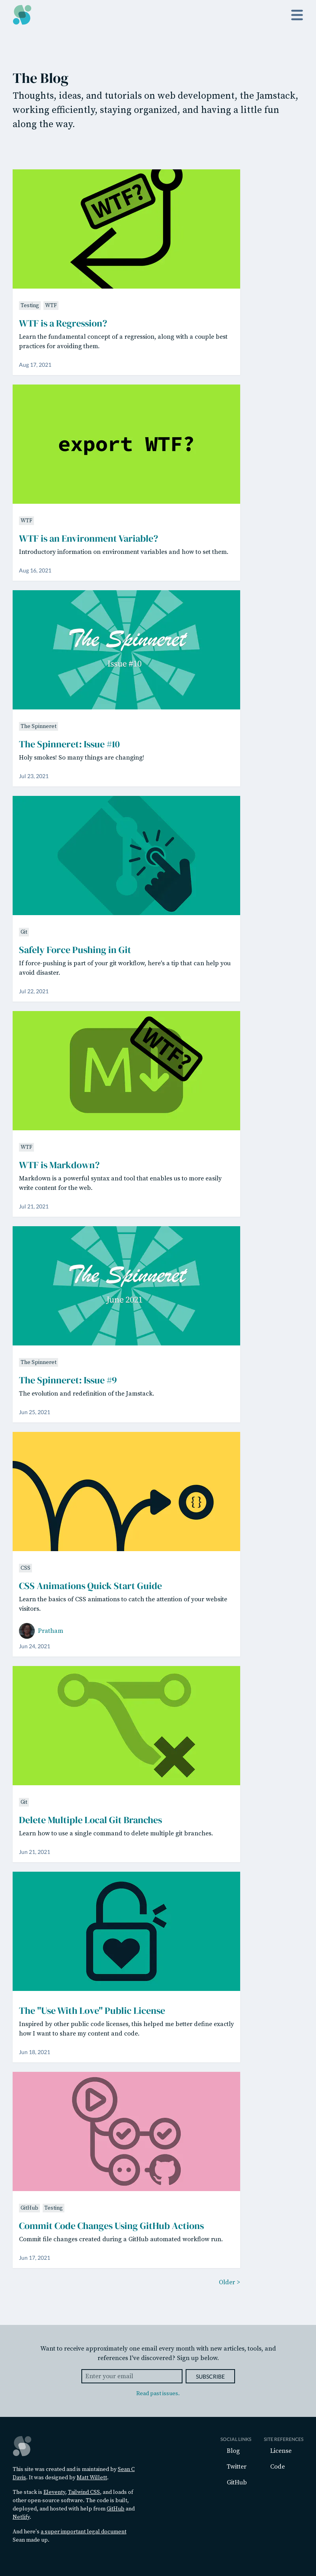 The Blog
Thoughts, ideas, and tutorials on web development, the Jamstack,
working efficiently, staying organized, and having a little fun
along the way.
WTF?
Testing WTF
WTF is a Regression?
Learn the fundamental concept of a regression, along with a couple best
practices for avoiding them.
Aug 17, 2021
export WTF?
WTF
WTF is an Environment Variable?
Introductory information on environment variables and how to set them.
Aug 16, 2021
The Spinneret
Issue #10
The Spinneret
The Spinneret: Issue #10
Holy smokes! So many things are changing!
Jul 23, 2021
Git
Safely Force Pushing in Git
If force-pushing is part of your git workflow, here's a tip that can help you
avoid disaster.
Jul 22, 2021
M
WTF?
WTF
WTF is Markdown?
Markdown is a powerful syntax and tool that enables us to more easily
write content for the web.
Jul 21, 2021
The Spinneret
June 2021
The Spinneret
The Spinneret: Issue #9
The evolution and redefinition of the Jamstack.
Jun 25, 2021
{ }
CSS
CSS Animations Quick Start Guide
Learn the basics of CSS animations to catch the attention of your website
visitors.
Pratham
Jun 24, 2021
Git
Delete Multiple Local Git Branches
Learn how to use a single command to delete multiple git branches.
Jun 21, 2021
The "Use With Love" Public License
Inspired by other public code licenses, this helped me better define exactly
how I want to share my content and code.
Jun 18, 2021
GitHub Testing
Commit Code Changes Using GitHub Actions
Commit file changes created during a GitHub automated workflow run.
Jun 17, 2021
Older >
Want to receive approximately one email every month with new articles, tools, and
references I've discovered? Sign up below.
Enter your email SUBSCRIBE
Read past issues.
This site was created and is maintained by Sean C
Davis. It was designed by Matt Willett.
The stack is Eleventy, Tailwind CSS, and loads of
other open-source software. The code is built,
deployed, and hosted with help from GitHub and
Netlify.
And here's a super important legal document
Sean made up.
SOCIAL LINKS
Blog
Twitter
GitHub
SITE REFERENCES
License
Code